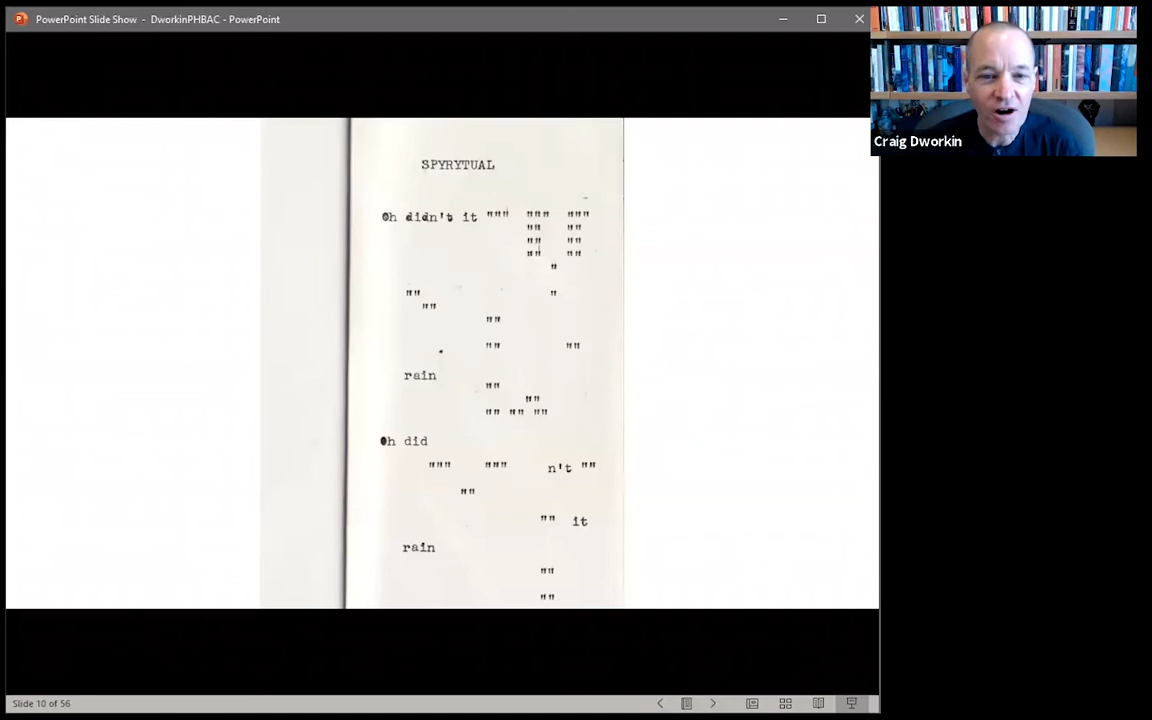 PowerPoint Slide Show - DworkinPHBAC - PowerPoint
Craig Dworkin
SPYRYTUAL
Oh didn't it """ """ """
"" ""
"" ""
"" ""
"
"" "
""
""
"" ""
rain
""
""
"" "" ""
Oh did
""" """ n't ""
""
"" it
rain
""
""
Slide 10 of 56